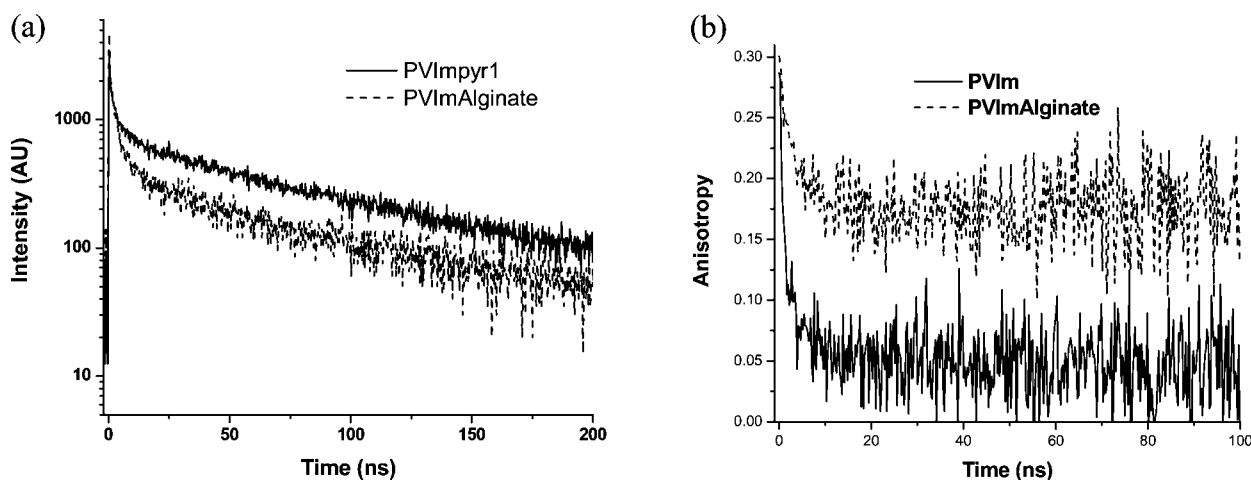 (a)
PVImpyr1
PVImAlginate
Intensity (AU)
1000
100
10
0
50
100
150
200
Time (ns)
(b)
PVIm
PVImAlginate
Anisotropy
0.30
0.25
0.20
0.15
0.10
0.05
0.00
0
20
40
60
80
100
Time (ns)